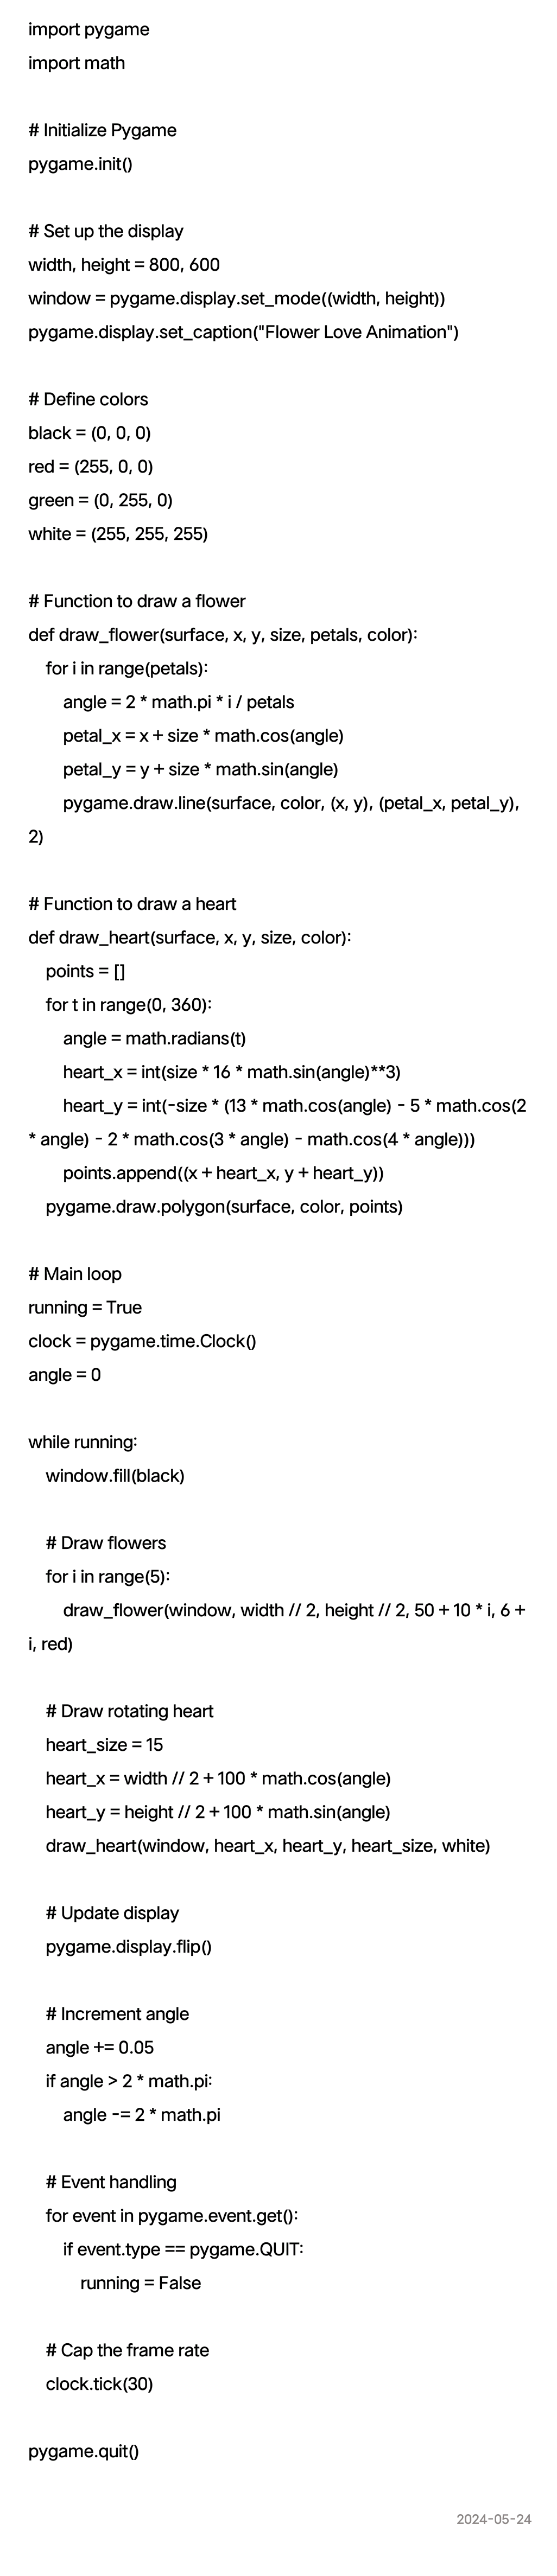 import pygame
import math

# Initialize Pygame
pygame.init()

# Set up the display
width, height = 800, 600
window = pygame.display.set_mode((width, height))
pygame.display.set_caption("Flower Love Animation")

# Define colors
black = (0, 0, 0)
red = (255, 0, 0)
green = (0, 255, 0)
white = (255, 255, 255)

# Function to draw a flower
def draw_flower(surface, x, y, size, petals, color):
    for i in range(petals):
        angle = 2 * math.pi * i / petals
        petal_x = x + size * math.cos(angle)
        petal_y = y + size * math.sin(angle)
        pygame.draw.line(surface, color, (x, y), (petal_x, petal_y),
2)

# Function to draw a heart
def draw_heart(surface, x, y, size, color):
    points = []
    for t in range(0, 360):
        angle = math.radians(t)
        heart_x = int(size * 16 * math.sin(angle)**3)
        heart_y = int(-size * (13 * math.cos(angle) - 5 * math.cos(2
* angle) - 2 * math.cos(3 * angle) - math.cos(4 * angle)))
        points.append((x + heart_x, y + heart_y))
    pygame.draw.polygon(surface, color, points)

# Main loop
running = True
clock = pygame.time.Clock()
angle = 0

while running:
    window.fill(black)

    # Draw flowers
    for i in range(5):
        draw_flower(window, width // 2, height // 2, 50 + 10 * i, 6 +
i, red)

    # Draw rotating heart
    heart_size = 15
    heart_x = width // 2 + 100 * math.cos(angle)
    heart_y = height // 2 + 100 * math.sin(angle)
    draw_heart(window, heart_x, heart_y, heart_size, white)

    # Update display
    pygame.display.flip()

    # Increment angle
    angle += 0.05
    if angle > 2 * math.pi:
        angle -= 2 * math.pi

    # Event handling
    for event in pygame.event.get():
        if event.type == pygame.QUIT:
            running = False

    # Cap the frame rate
    clock.tick(30)

pygame.quit()

2024-05-24